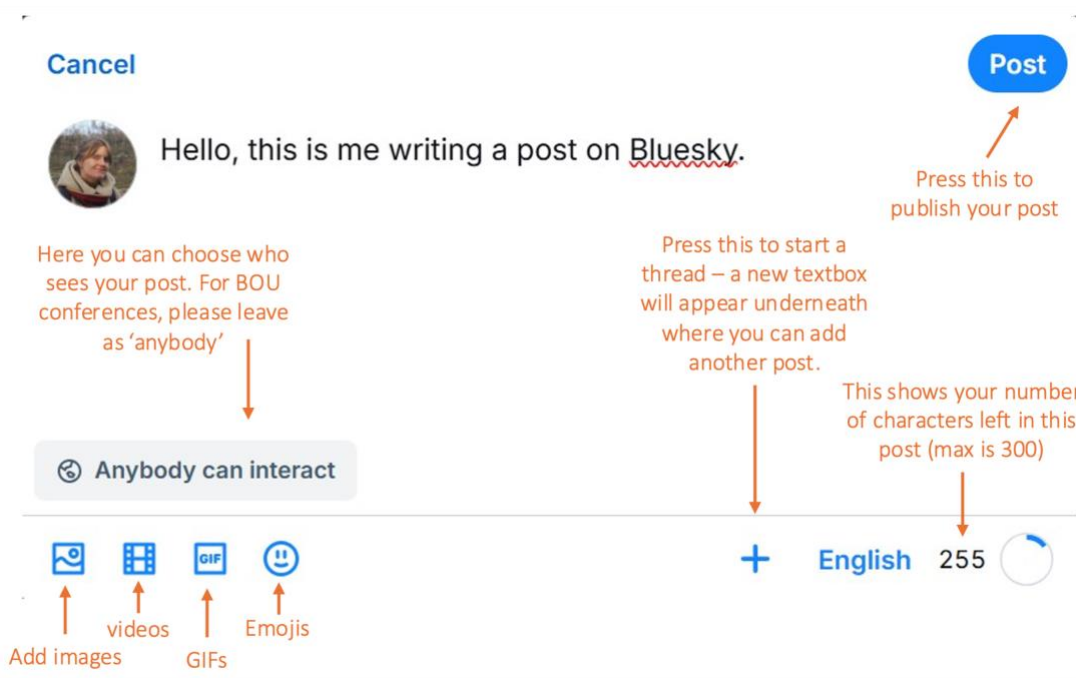 Cancel
Post
Hello, this is me writing a post on Bluesky.
Press this to
publish your post
Here you can choose who
sees your post. For BOU
conferences, please leave
as ‘anybody’
Press this to start a
thread – a new textbox
will appear underneath
where you can add
another post.
This shows your number
of characters left in this
post (max is 300)
Anybody can interact
GIF
English 255
Add images
videos
GIFs
Emojis